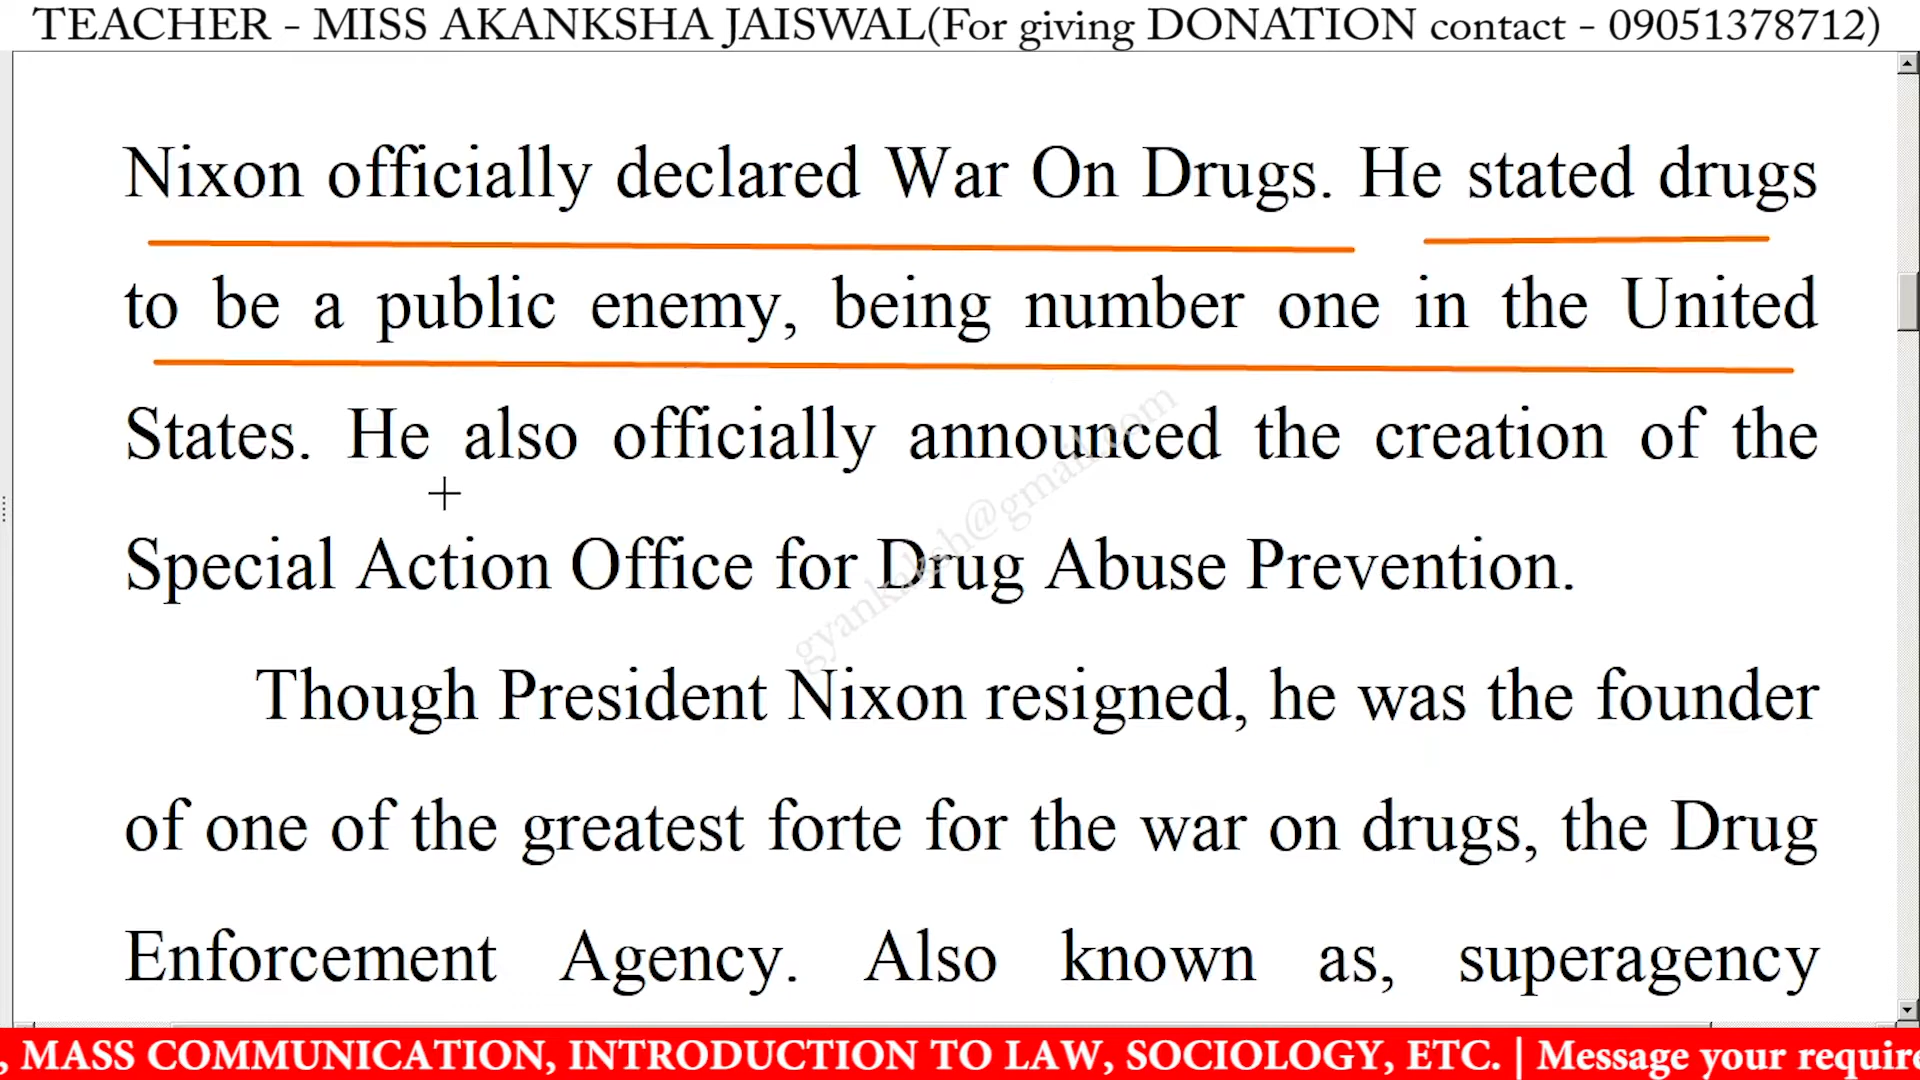 TEACHER - MISS AKANKSHA JAISWAL(For giving DONATION contact - 09051378712)
Nixon officially declared War On Drugs. He stated drugs
to be a public enemy, being number one in the United
States. He also officially announced the creation of the
Special Action Office for Drug Abuse Prevention.
gyankaksh@gmail.com
Though President Nixon resigned, he was the founder
of one of the greatest forte for the war on drugs, the Drug
Enforcement Agency. Also known as, superagency
, MASS COMMUNICATION, INTRODUCTION TO LAW, SOCIOLOGY, ETC. | Message your require